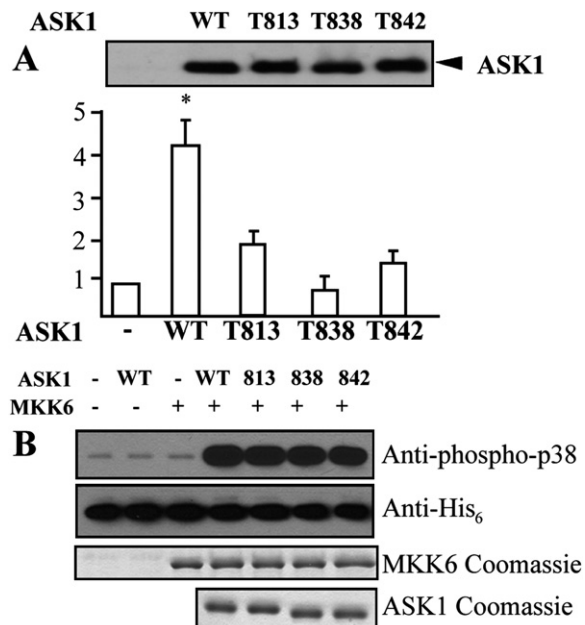 ASK1 WT T813 T838 T842
A
ASK1
*
5
4
3
2
1
ASK1 - WT T813 T838 T842
ASK1 - WT - WT 813 838 842
MKK6 - - + + + + +
B
Anti-phospho-p38
Anti-His₆
MKK6 Coomassie
ASK1 Coomassie